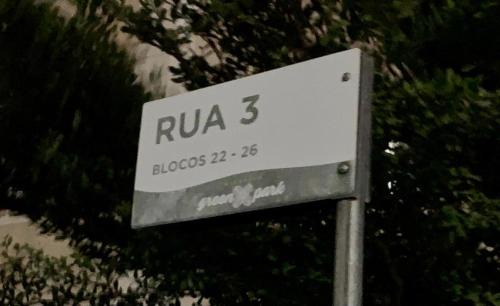 RUA 3
BLOCOS 22 - 26
green park